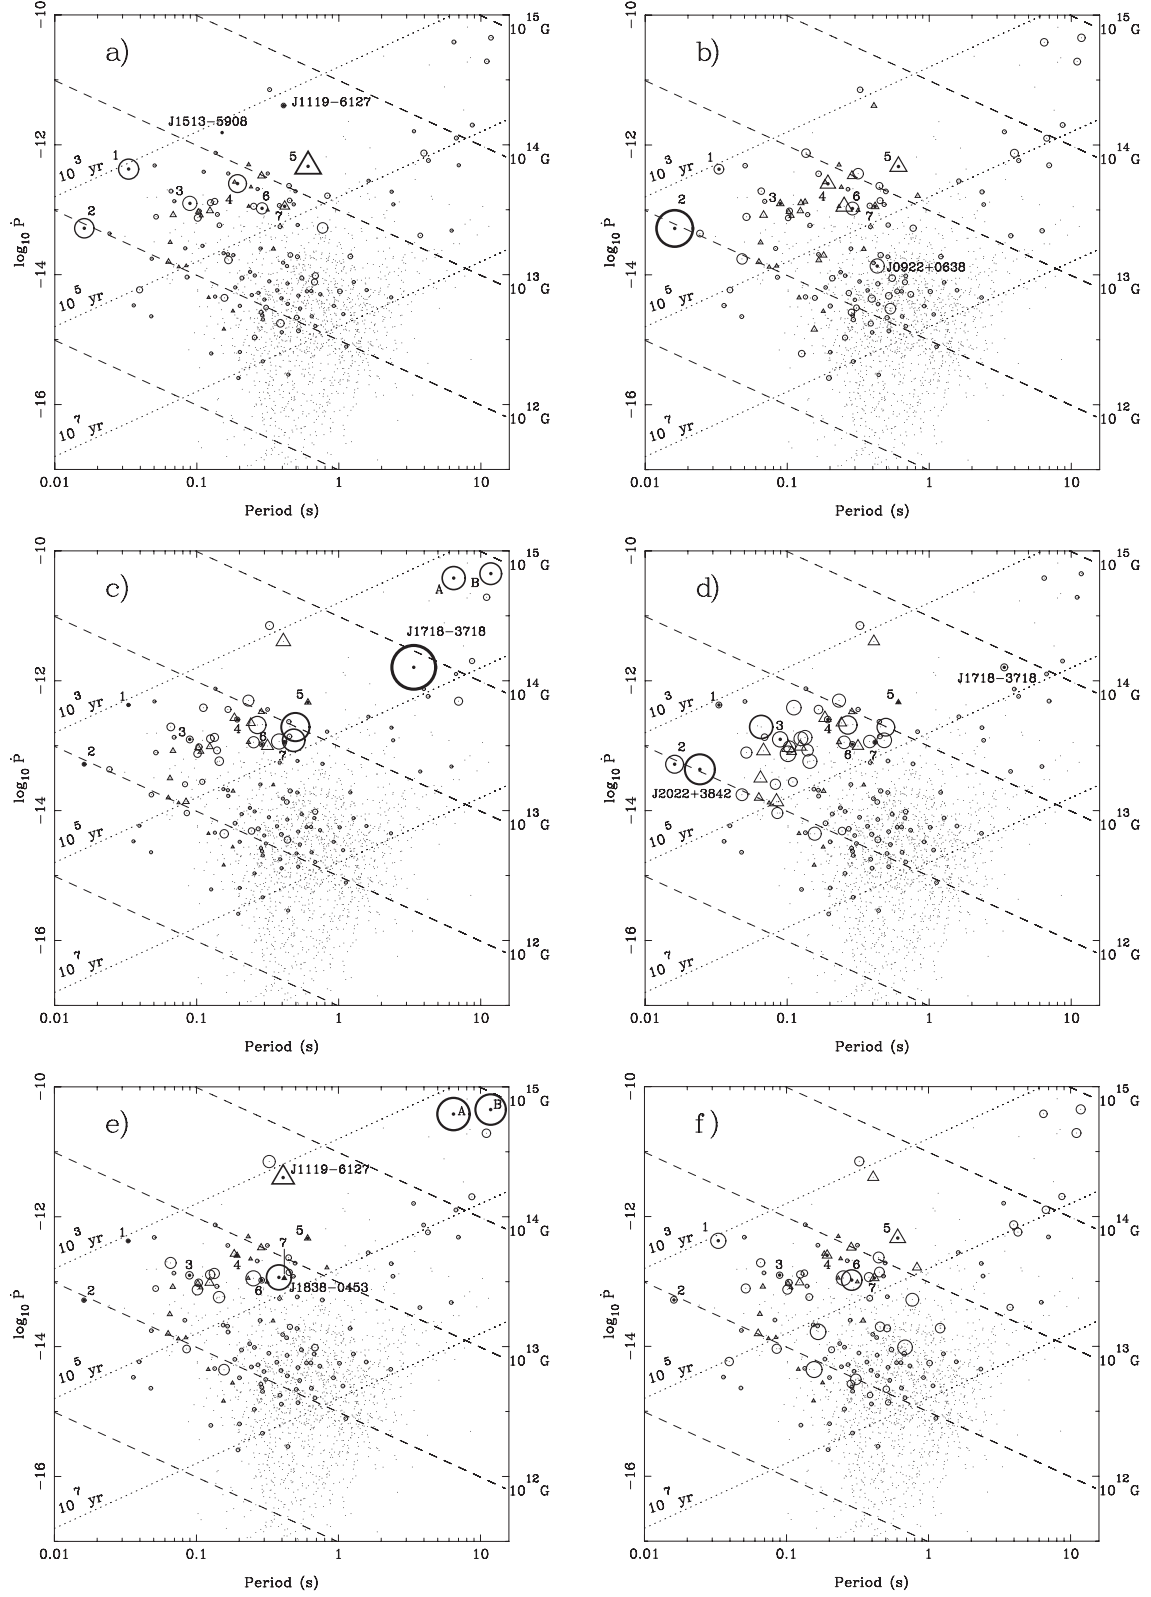 a)
−10
−12
−14
−16
log10 Ṗ
10^15 G
10^14 G
10^13 G
10^12 G
10^3 yr
10^5 yr
10^7 yr
J1119−6127
J1513−5908
1
2
3
4
5
6
7
0.01 0.1 1 10
Period (s)
b)
−10
−12
−14
−16
log10 Ṗ
10^15 G
10^14 G
10^13 G
10^12 G
10^3 yr
10^5 yr
10^7 yr
1
2
3
4
5
6
7
J0922+0638
0.01 0.1 1 10
Period (s)
c)
−10
−12
−14
−16
log10 Ṗ
10^15 G
10^14 G
10^13 G
10^12 G
10^3 yr
10^5 yr
10^7 yr
A
B
J1718−3718
1
2
3
4
5
6
7
0.01 0.1 1 10
Period (s)
d)
−10
−12
−14
−16
log10 Ṗ
10^15 G
10^14 G
10^13 G
10^12 G
10^3 yr
10^5 yr
10^7 yr
J1718−3718
1
2
3
4
5
6
7
J2022+3842
0.01 0.1 1 10
Period (s)
e)
−10
−12
−14
−16
log10 Ṗ
10^15 G
10^14 G
10^13 G
10^12 G
10^3 yr
10^5 yr
10^7 yr
A
B
J1119−6127
1
2
3
4
5
6
7
J1838−0453
0.01 0.1 1 10
Period (s)
f)
−10
−12
−14
−16
log10 Ṗ
10^15 G
10^14 G
10^13 G
10^12 G
10^3 yr
10^5 yr
10^7 yr
1
2
3
4
5
6
7
0.01 0.1 1 10
Period (s)